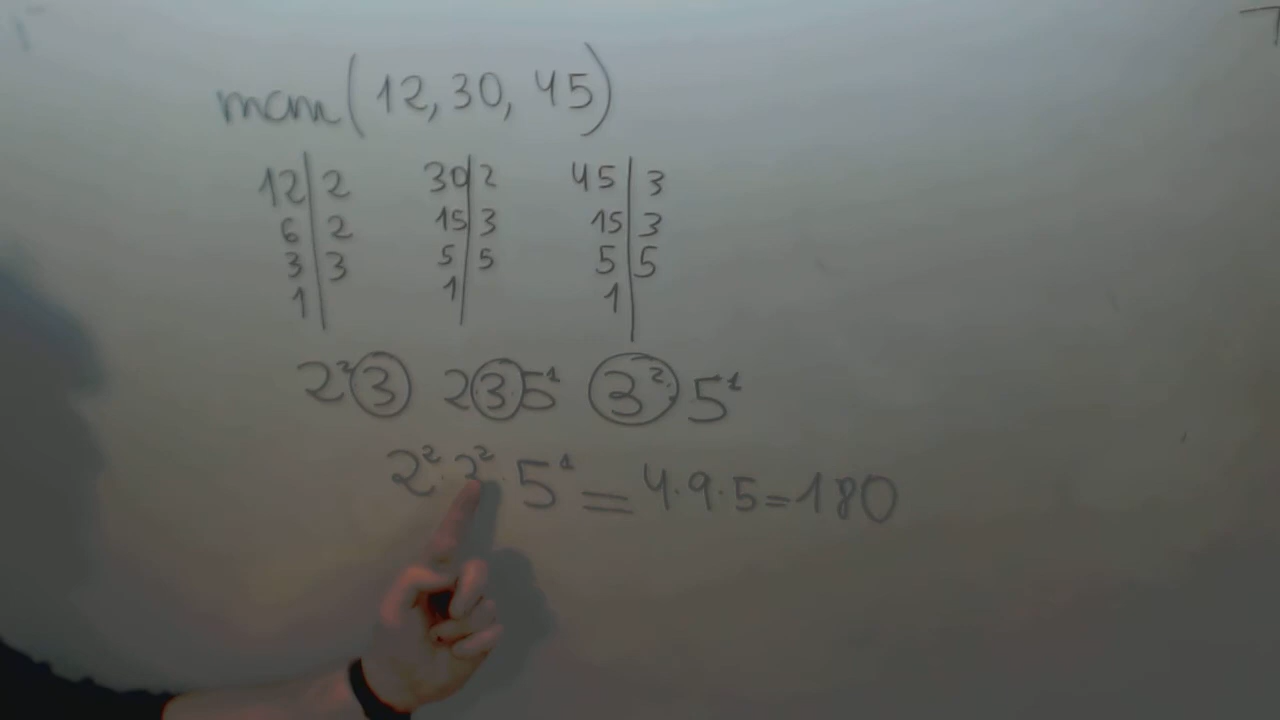 mcm(12, 30, 45)
12|2 30|2 45|3
6|2 15|3 15|3
3|3 5|5 5|5
1| 1| 1|
2²·3 2·3·5¹ 3²·5¹
2²·3²·5¹ = 4·9·5 = 180